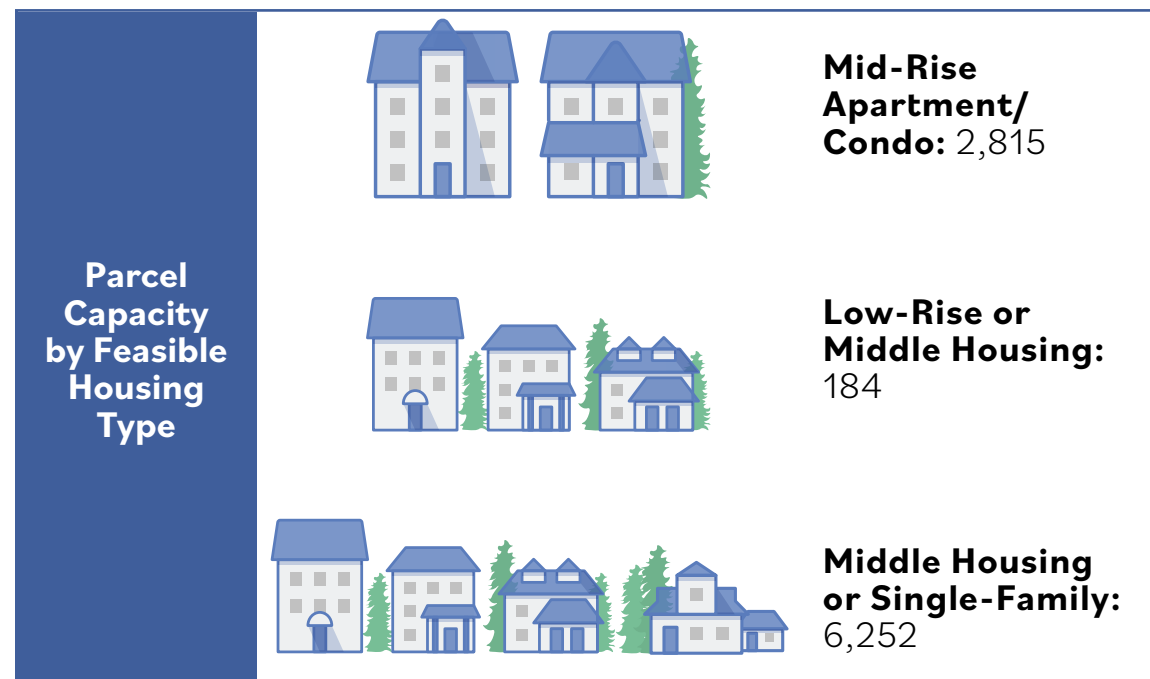 Parcel
Capacity
by Feasible
Housing
Type
Mid-Rise
Apartment/
Condo: 2,815
Low-Rise or
Middle Housing:
184
Middle Housing
or Single-Family:
6,252